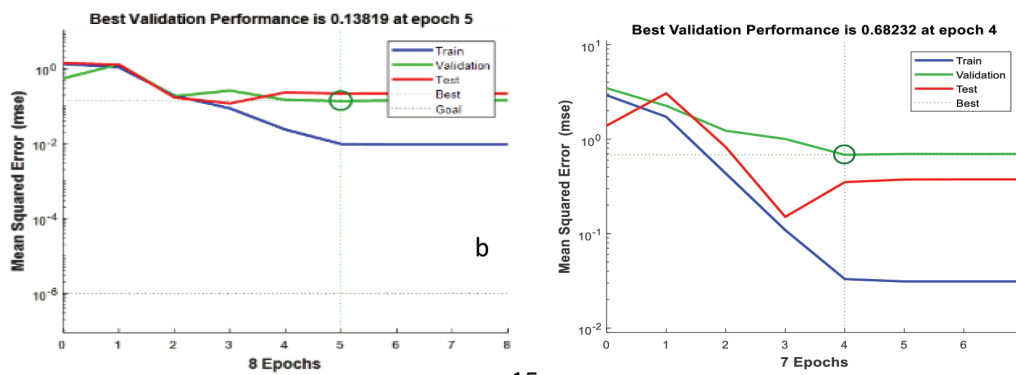 Best Validation Performance is 0.13819 at epoch 5
Mean Squared Error (mse)
10^0
10^-2
10^-4
10^-6
Train
Validation
Test
Best
Goal
b
0 1 2 3 4 5 6 7 8
8 Epochs
Best Validation Performance is 0.68232 at epoch 4
Mean Squared Error (mse)
10^1
10^0
10^-1
10^-2
Train
Validation
Test
Best
0 1 2 3 4 5 6
7 Epochs